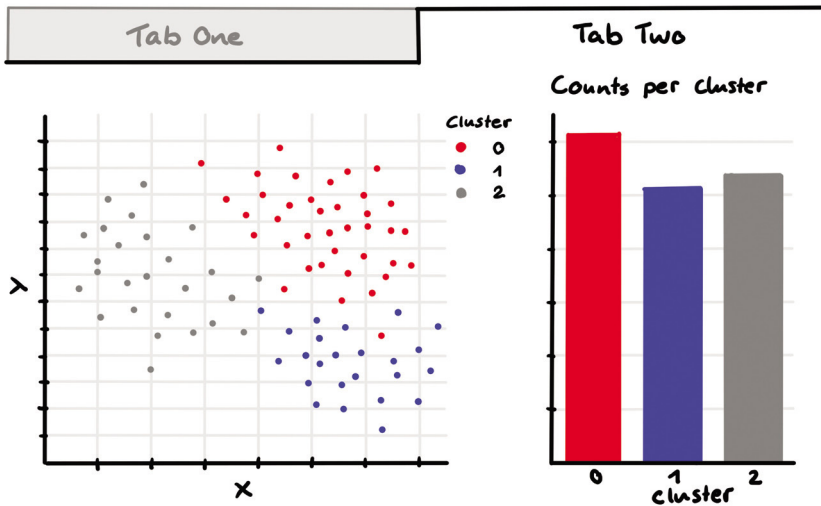 Tab One
Tab Two
Counts per cluster
Cluster
0
1
2
Y
X
0 1 2
cluster